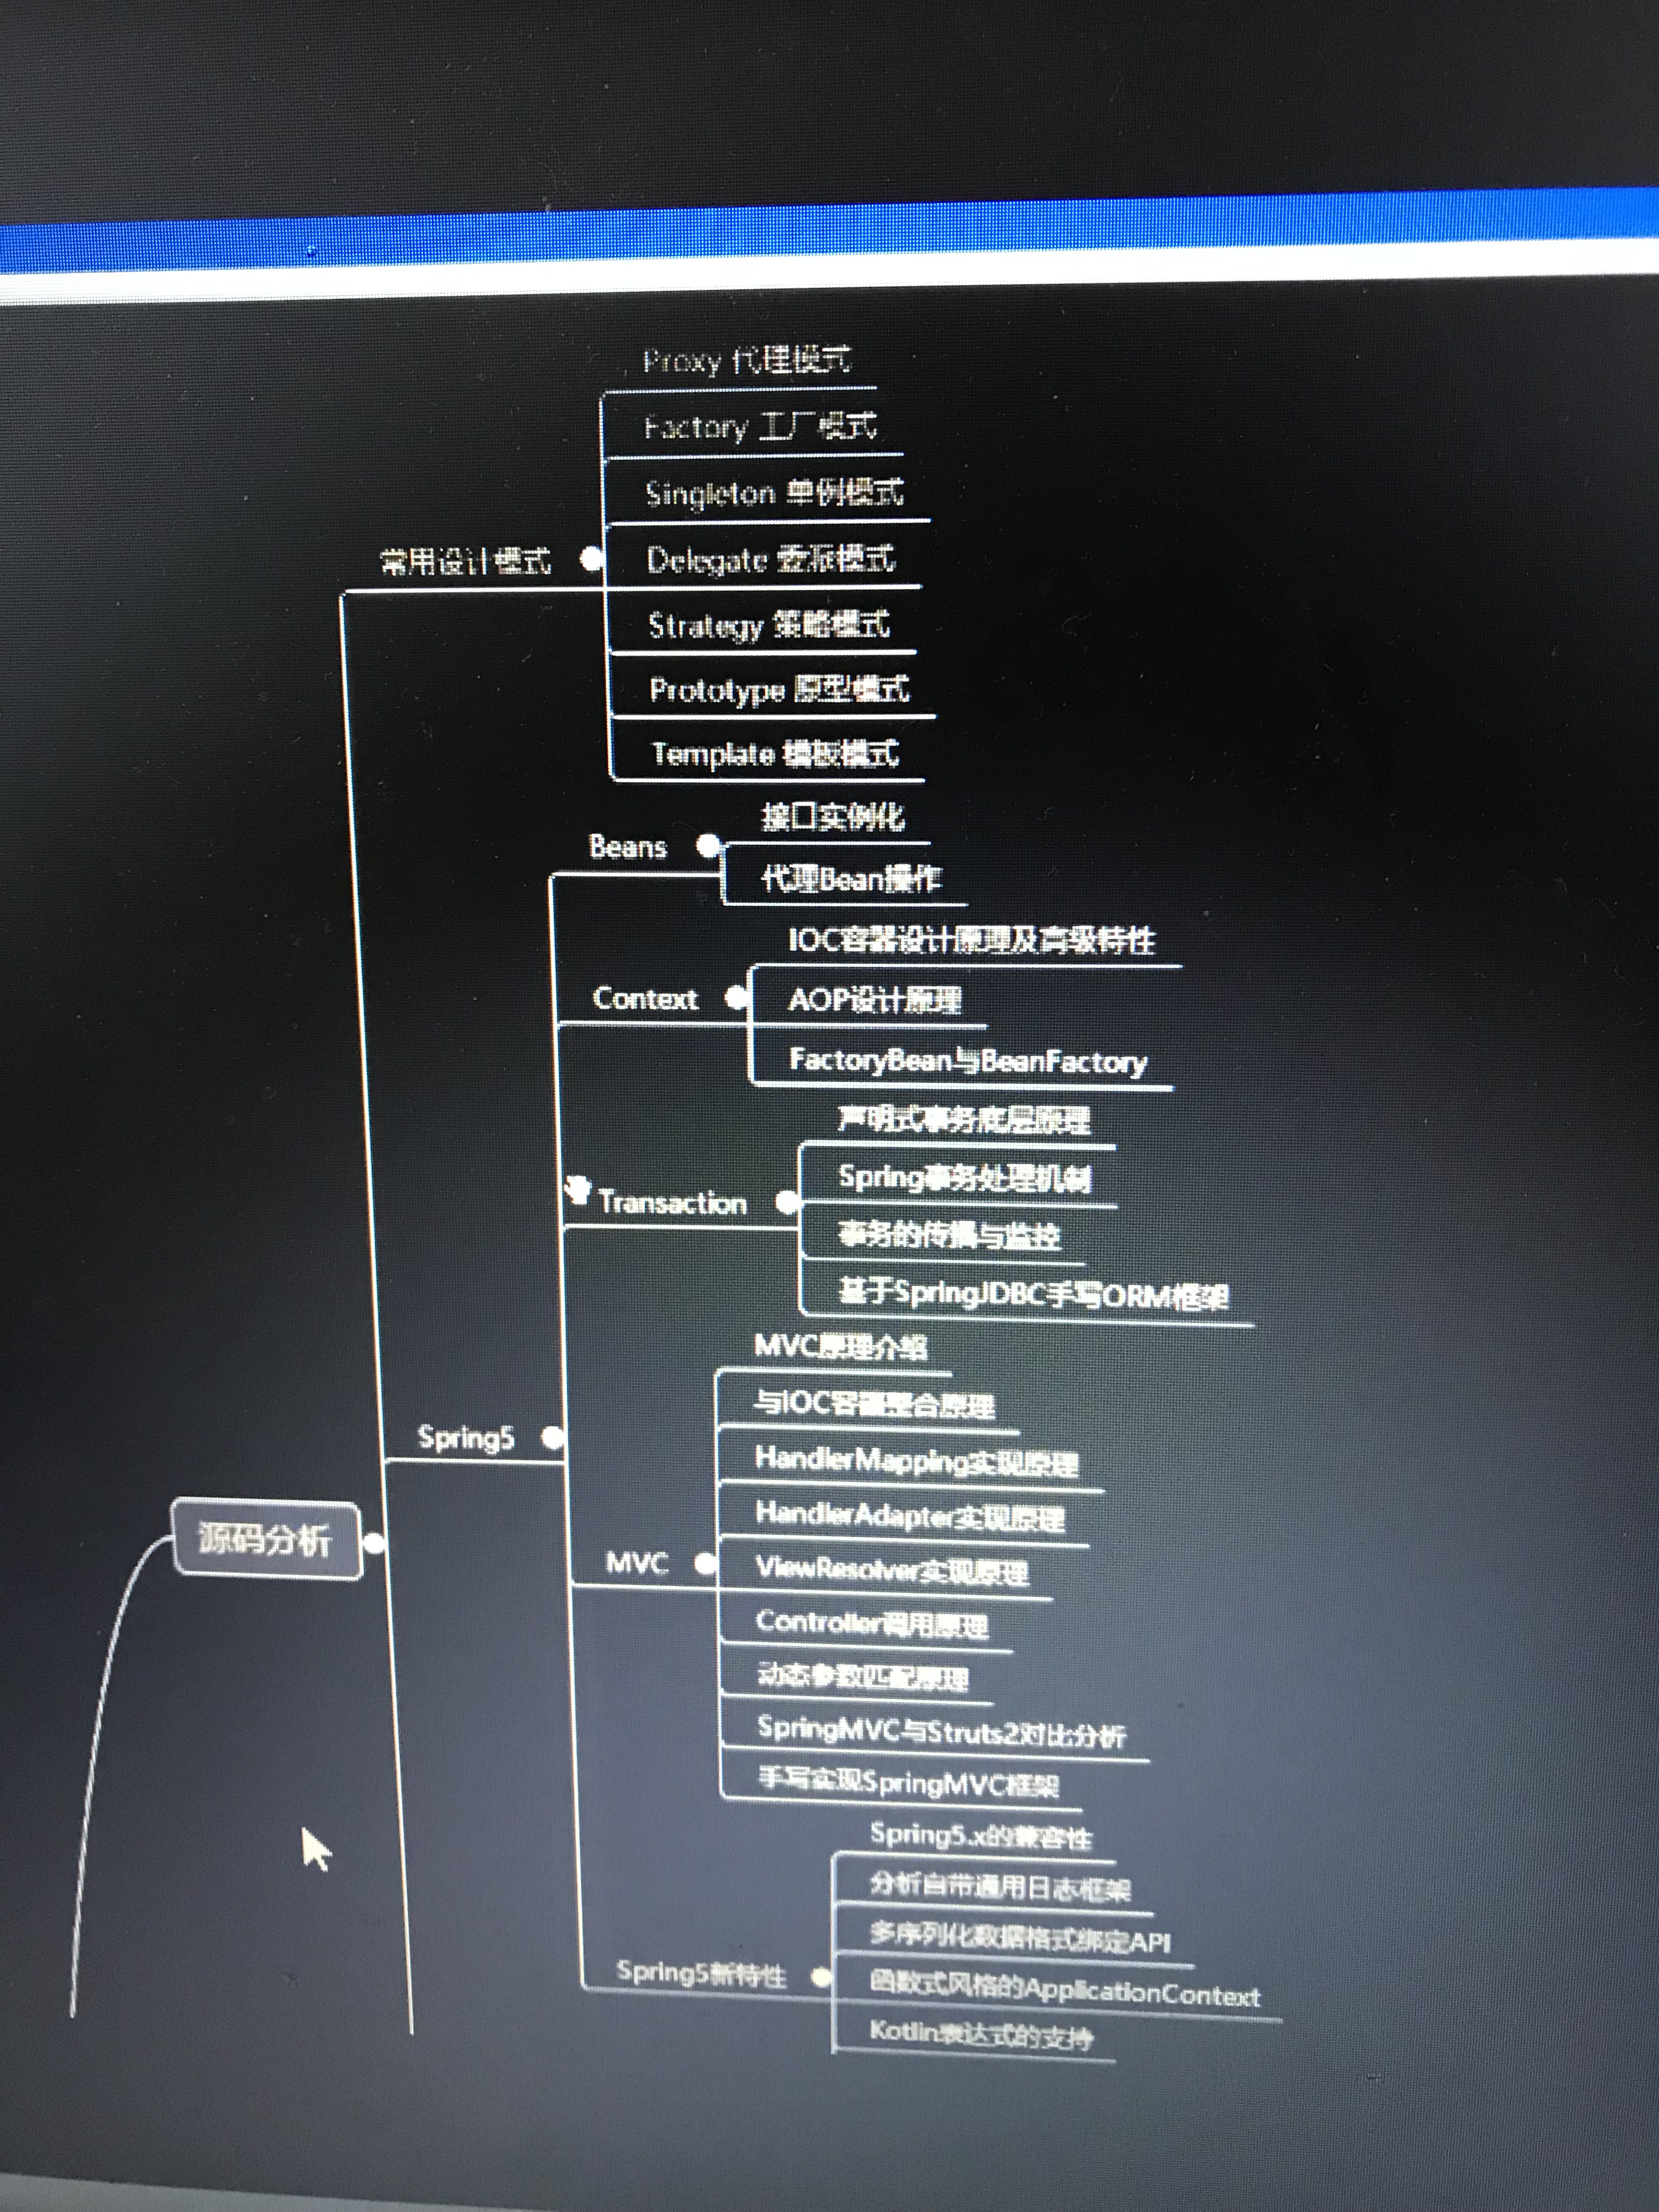 Proxy 代理模式
Factory 工厂模式
Singleton 单例模式
常用设计模式
Delegate 委派模式
Strategy 策略模式
Prototype 原型模式
Template 模板模式
接口实例化
Beans
代理Bean操作
IOC容器设计原理及高级特性
Context
AOP设计原理
FactoryBean与BeanFactory
声明式事务底层原理
Spring事务处理机制
Transaction
事务的传播与监控
基于SpringJDBC手写ORM框架
MVC原理介绍
与IOC容器整合原理
Spring5
HandlerMapping实现原理
HandlerAdapter实现原理
源码分析
MVC
ViewResolver实现原理
Controller调用原理
动态参数匹配原理
SpringMVC与Struts2对比分析
手写实现SpringMVC框架
Spring5.x的兼容性
分析自带通用日志框架
多序列化数据格式绑定API
Spring5新特性
函数式风格的ApplicationContext
Kotlin表达式的支持